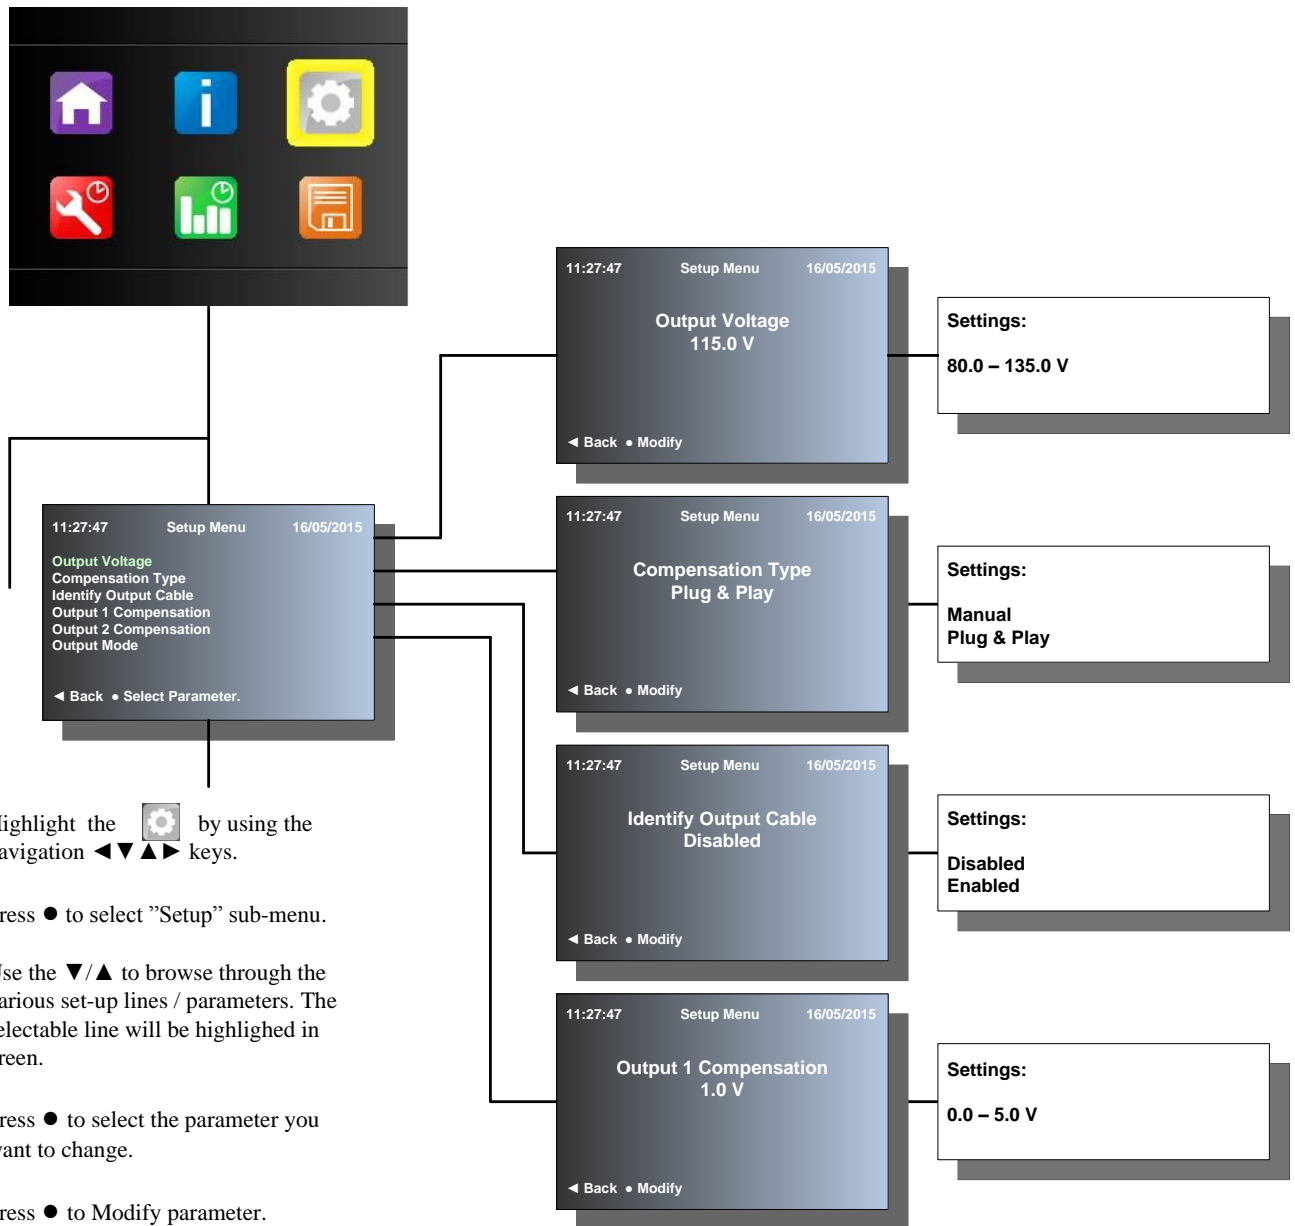 i
11:27:47 Setup Menu 16/05/2015
Output Voltage
115.0 V
◄ Back ● Modify
Settings:
80.0 – 135.0 V
11:27:47 Setup Menu 16/05/2015
Output Voltage
Compensation Type
Identify Output Cable
Output 1 Compensation
Output 2 Compensation
Output Mode
◄ Back ● Select Parameter.
11:27:47 Setup Menu 16/05/2015
Compensation Type
Plug & Play
◄ Back ● Modify
Settings:
Manual
Plug & Play
11:27:47 Setup Menu 16/05/2015
Identify Output Cable
Disabled
◄ Back ● Modify
Settings:
Disabled
Enabled
11:27:47 Setup Menu 16/05/2015
Output 1 Compensation
1.0 V
◄ Back ● Modify
Settings:
0.0 – 5.0 V
Highlight the by using the
avigation ◄▼▲► keys.
ress ● to select ”Setup” sub-menu.
Use the ▼/▲ to browse through the
arious set-up lines / parameters. The
electable line will be highlighed in
reen.
ress ● to select the parameter you
want to change.
ress ● to Modify parameter.